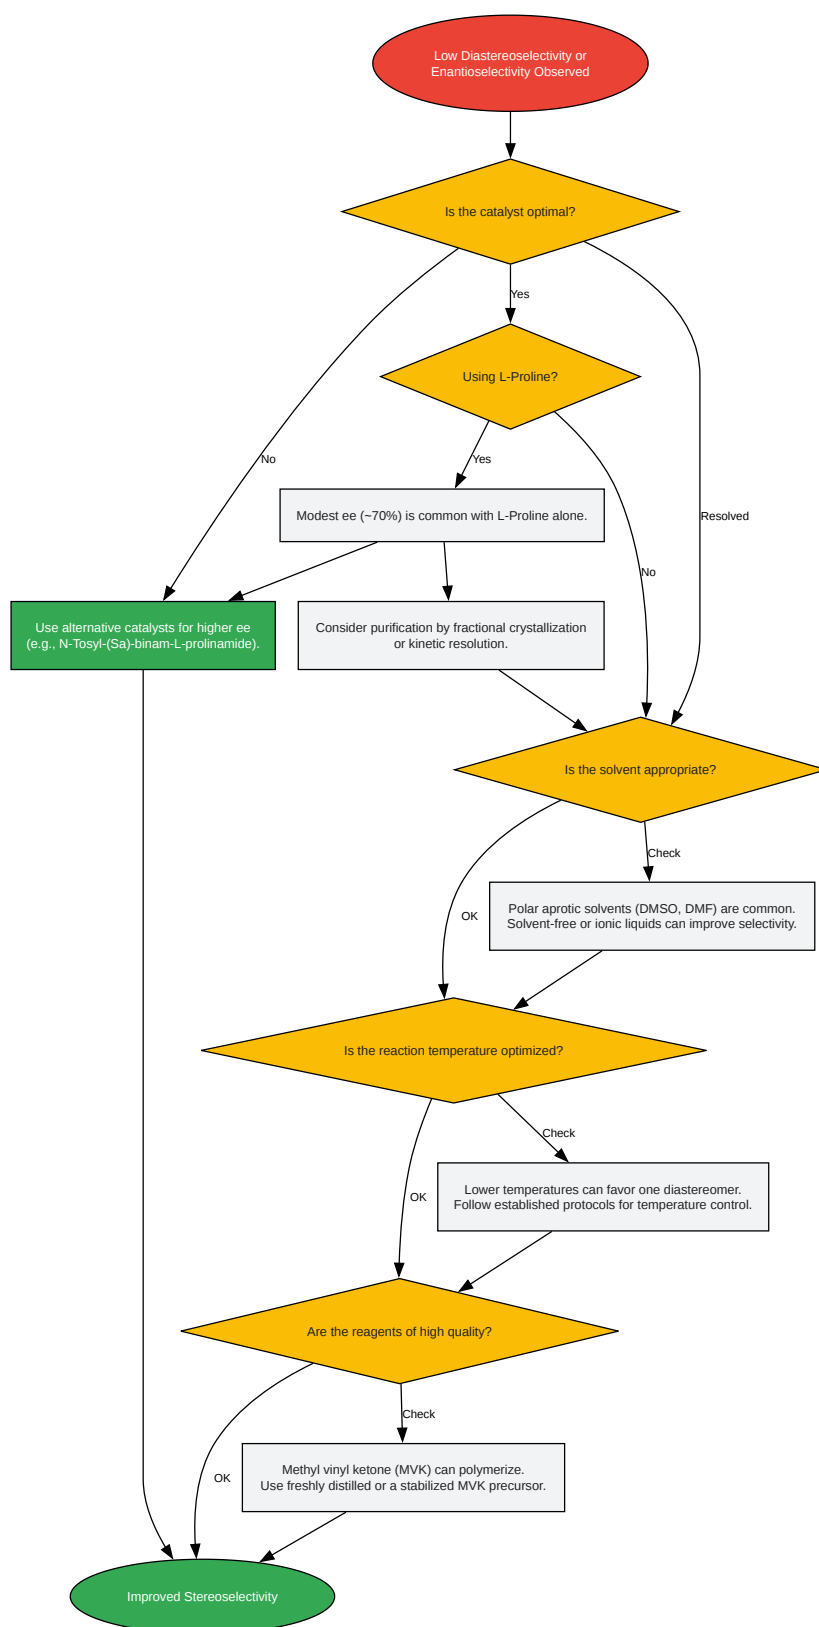 Low Diastereoselectivity or
Enantioselectivity Observed
Is the catalyst optimal?
Yes
Using L-Proline?
No
Yes
Modest ee (~70%) is common with L-Proline alone.
Resolved
No
Use alternative catalysts for higher ee
(e.g., N-Tosyl-(Sa)-binam-L-prolinamide).
Consider purification by fractional crystallization
or kinetic resolution.
Is the solvent appropriate?
Check
OK
Polar aprotic solvents (DMSO, DMF) are common.
Solvent-free or ionic liquids can improve selectivity.
Is the reaction temperature optimized?
Check
OK
Lower temperatures can favor one diastereomer.
Follow established protocols for temperature control.
Are the reagents of high quality?
Check
OK
Methyl vinyl ketone (MVK) can polymerize.
Use freshly distilled or a stabilized MVK precursor.
Improved Stereoselectivity